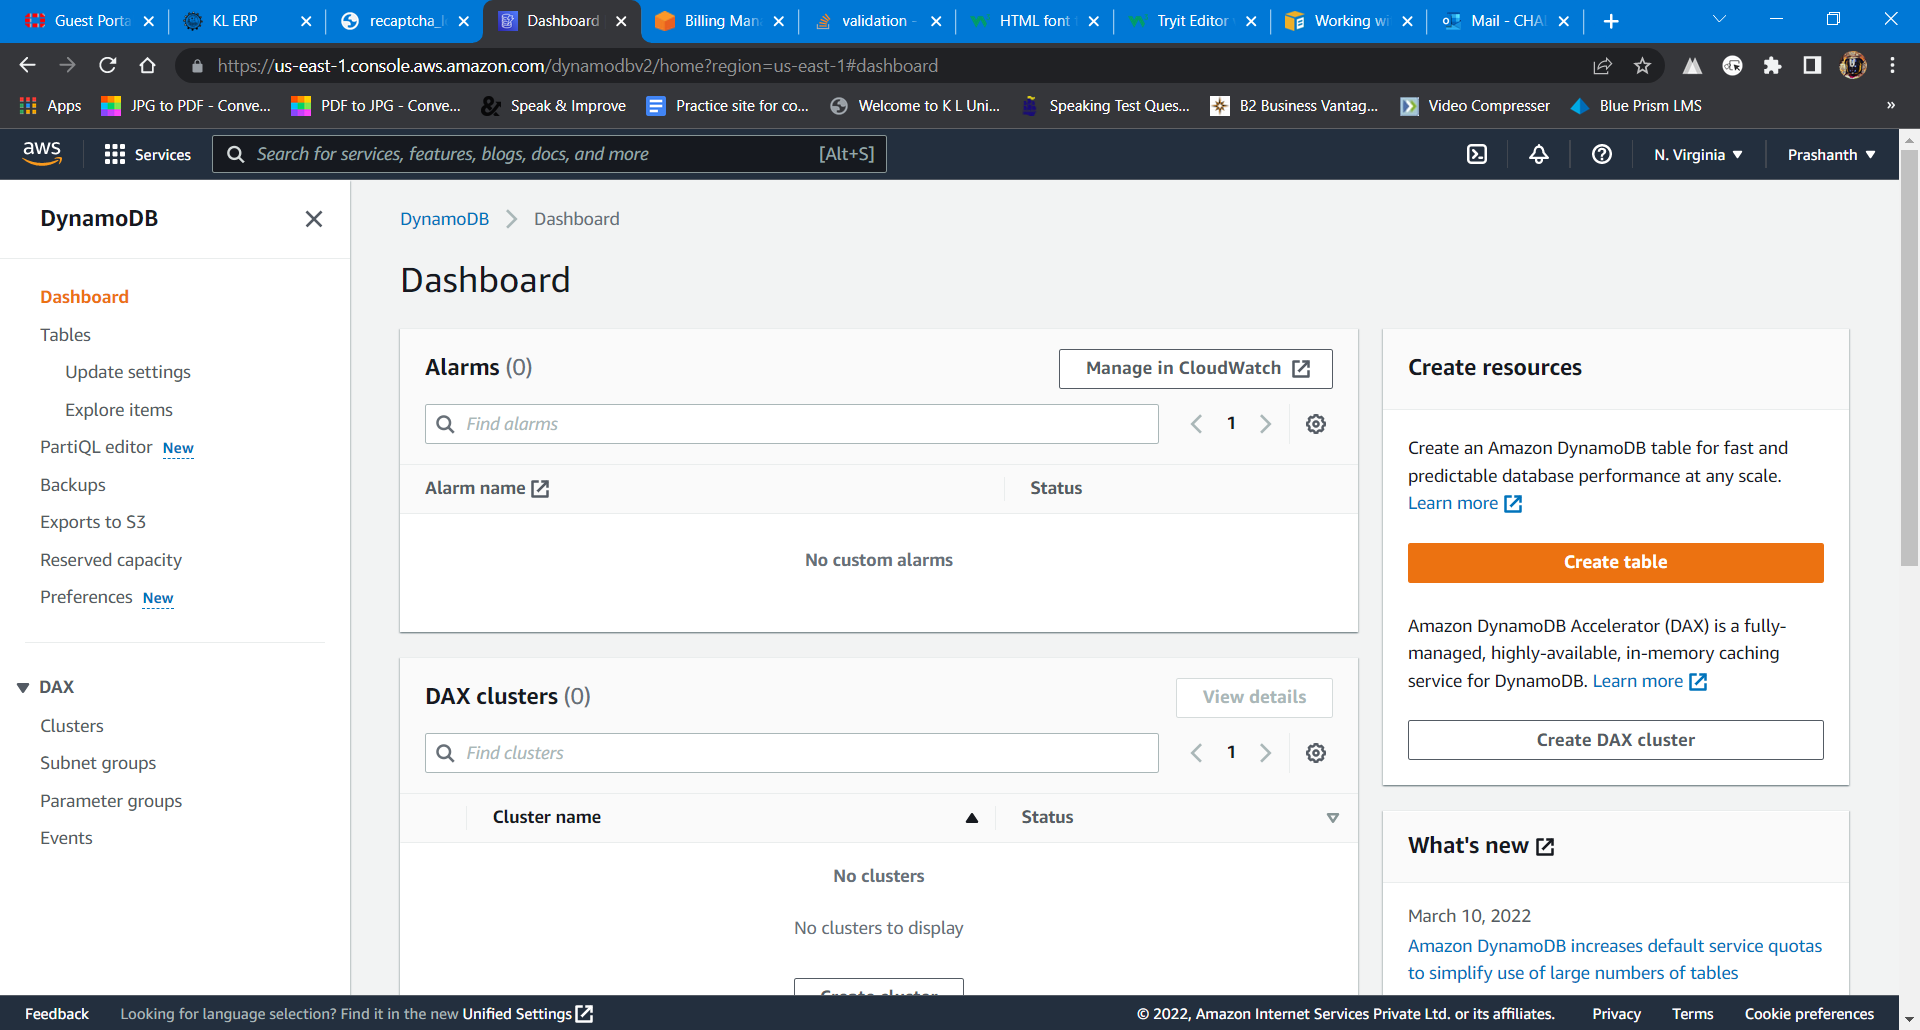 Guest Porta
KL ERP
recaptcha_
Dashboard
Billing Man
validation -
HTML font
Tryit Editor
Working wi
Mail - CHA
https://us-east-1.console.aws.amazon.com/dynamodbv2/home?region=us-east-1#dashboard
Apps
JPG to PDF - Conve...
PDF to JPG - Conve...
Speak & Improve
Practice site for co...
Welcome to K L Uni...
Speaking Test Ques...
B2 Business Vantag...
Video Compresser
Blue Prism LMS
»
aws
Services
Search for services, features, blogs, docs, and more
[Alt+S]
N. Virginia
Prashanth
DynamoDB
Dashboard
Tables
Update settings
Explore items
PartiQL editor New
Backups
Exports to S3
Reserved capacity
Preferences New
DAX
Clusters
Subnet groups
Parameter groups
Events
DynamoDB
Dashboard
Dashboard
Alarms (0)
Manage in CloudWatch
Find alarms
1
Alarm name
Status
No custom alarms
DAX clusters (0)
View details
Find clusters
1
Cluster name
Status
No clusters
No clusters to display
Create cluster
Create resources
Create an Amazon DynamoDB table for fast and
predictable database performance at any scale.
Learn more
Create table
Amazon DynamoDB Accelerator (DAX) is a fully-
managed, highly-available, in-memory caching
service for DynamoDB. Learn more
Create DAX cluster
What's new
March 10, 2022
Amazon DynamoDB increases default service quotas
to simplify use of large numbers of tables
Feedback
Looking for language selection? Find it in the new Unified Settings
© 2022, Amazon Internet Services Private Ltd. or its affiliates.
Privacy
Terms
Cookie preferences